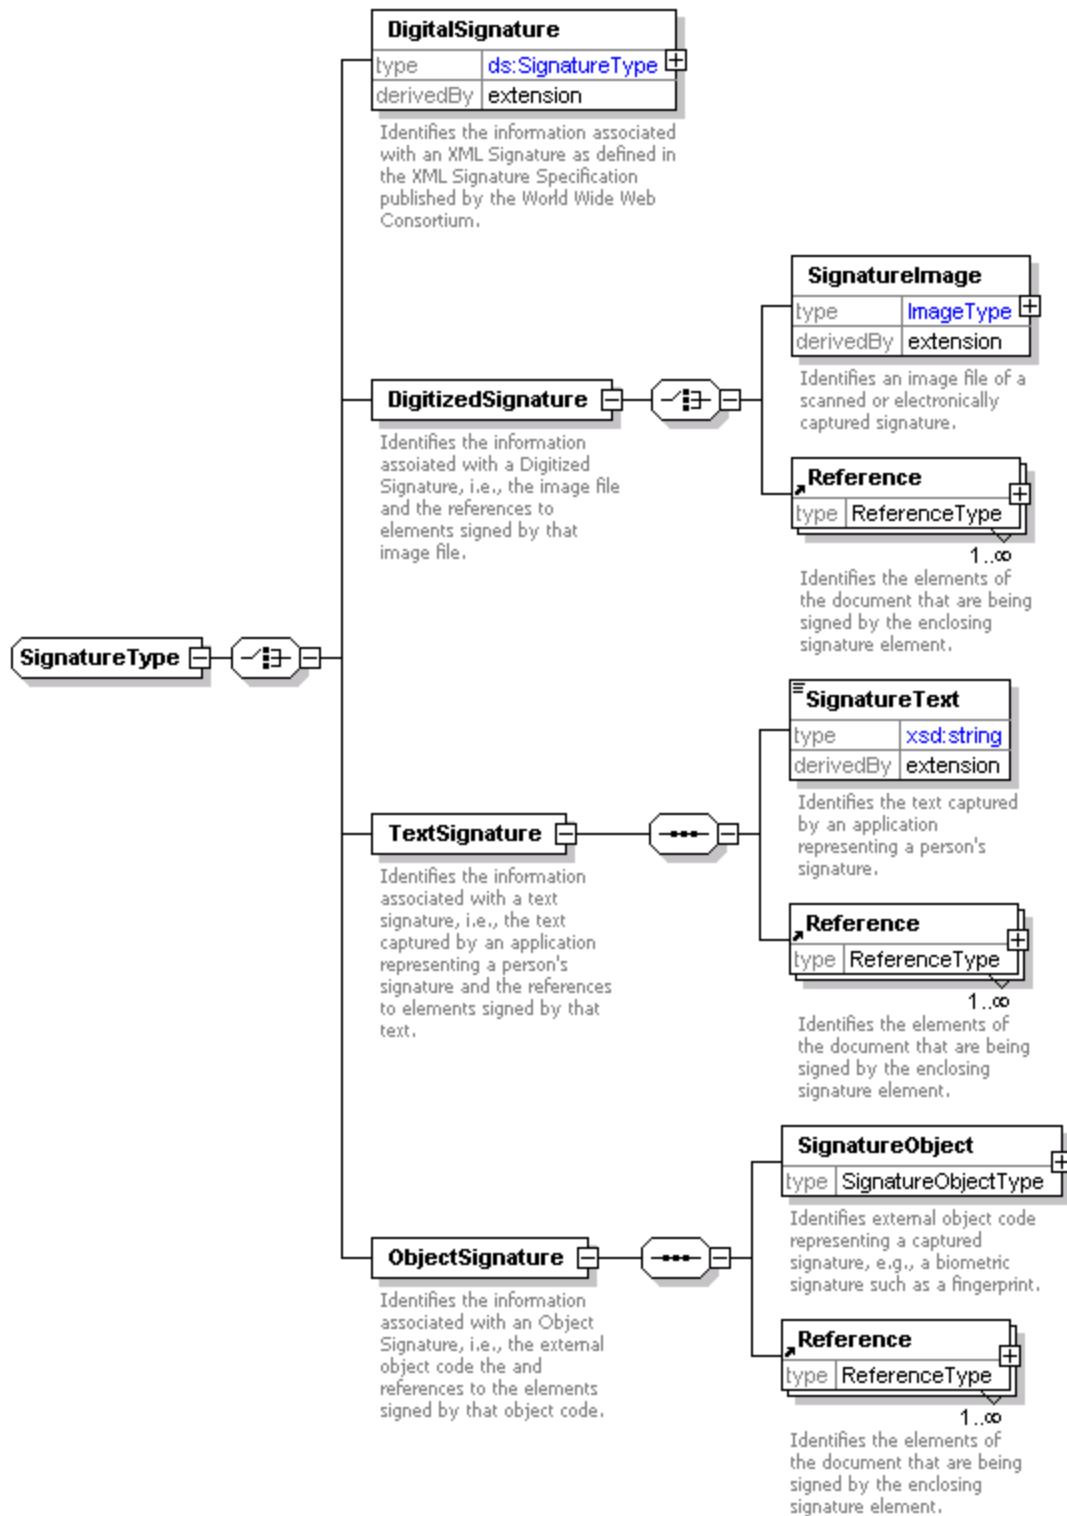 DigitalSignature
type ds:SignatureType
derivedBy extension
Identifies the information associated
with an XML Signature as defined in
the XML Signature Specification
published by the World Wide Web
Consortium.
SignatureImage
type ImageType
derivedBy extension
Identifies an image file of a
scanned or electronically
captured signature.
DigitizedSignature
Identifies the information
assoiated with a Digitized
Signature, i.e., the image file
and the references to
elements signed by that
image file.
Reference
type ReferenceType
1..∞
Identifies the elements of
the document that are being
signed by the enclosing
signature element.
SignatureType
SignatureText
type xsd:string
derivedBy extension
Identifies the text captured
by an application
representing a person's
signature.
TextSignature
Identifies the information
associated with a text
signature, i.e., the text
captured by an application
representing a person's
signature and the references
to elements signed by that
text.
Reference
type ReferenceType
1..∞
Identifies the elements of
the document that are being
signed by the enclosing
signature element.
SignatureObject
type SignatureObjectType
Identifies external object code
representing a captured
signature, e.g., a biometric
signature such as a fingerprint.
ObjectSignature
Identifies the information
associated with an Object
Signature, i.e., the external
object code the and
references to the elements
signed by that object code.
Reference
type ReferenceType
1..∞
Identifies the elements of
the document that are being
signed by the enclosing
signature element.